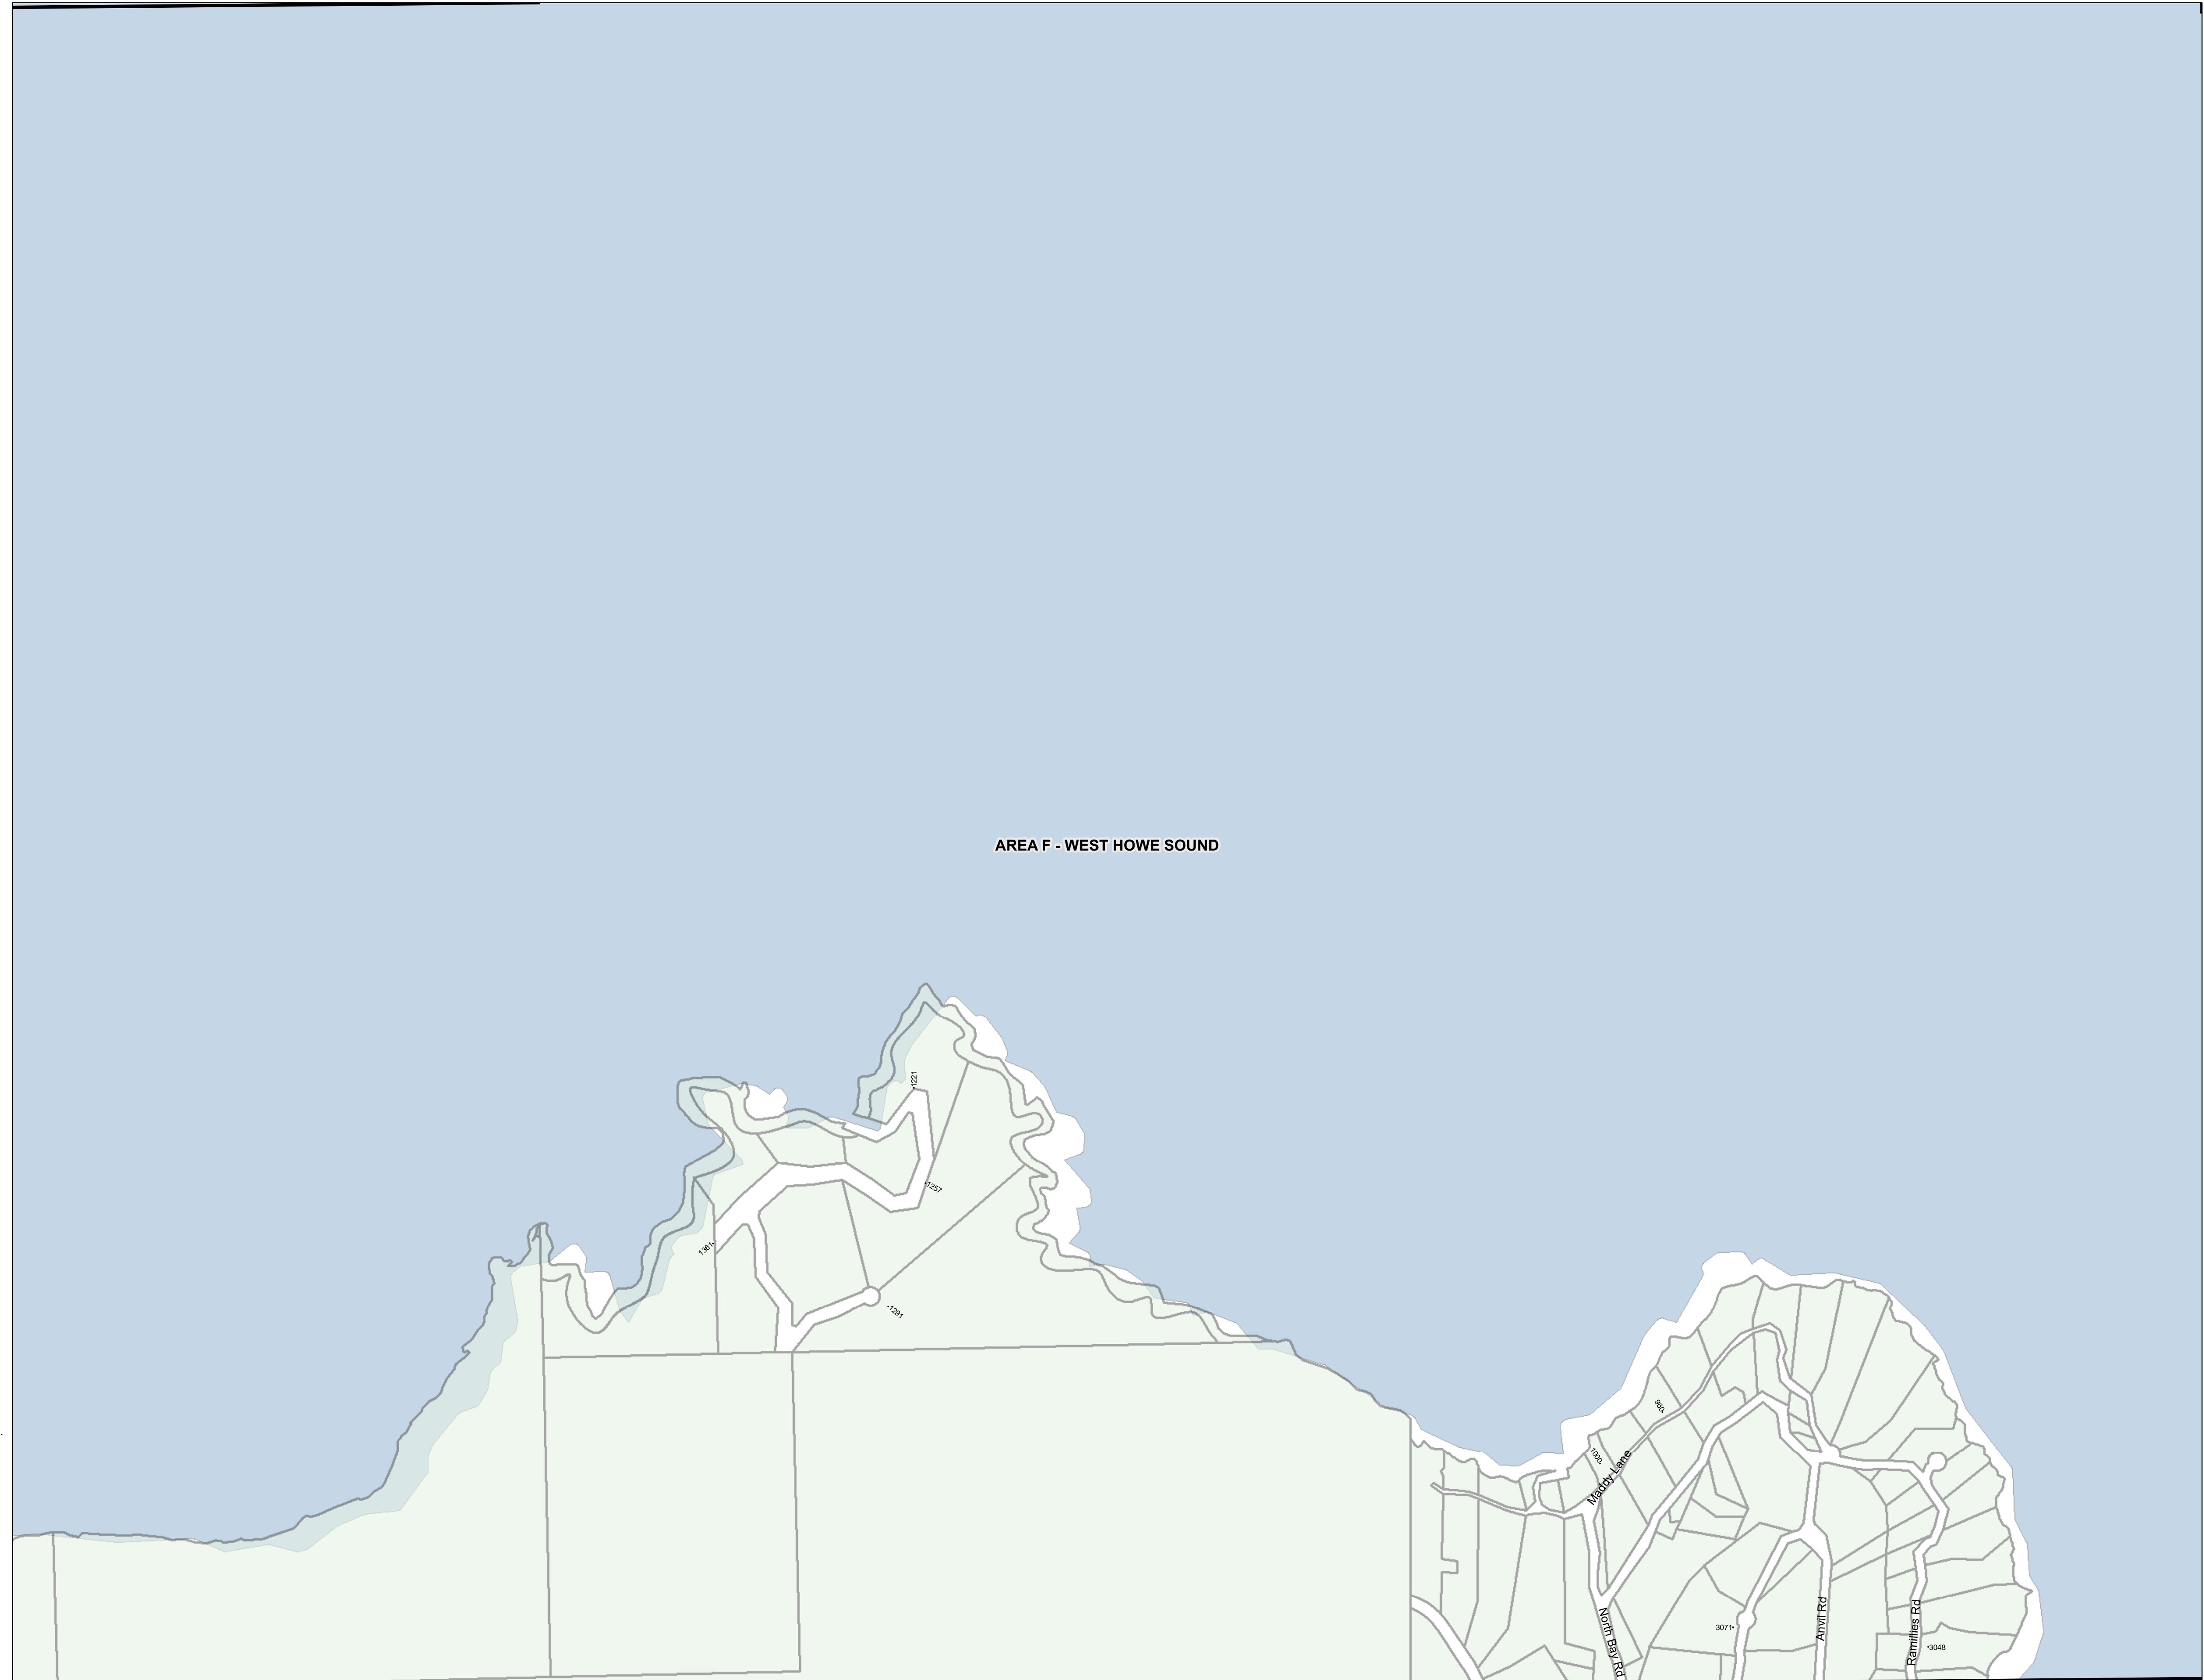 AREA F - WEST HOWE SOUND
1221
1257
1361
1291
960
1000
Maddy Lane
North Bay Rd
Anvil Rd
Ramillies Rd
3071
3048